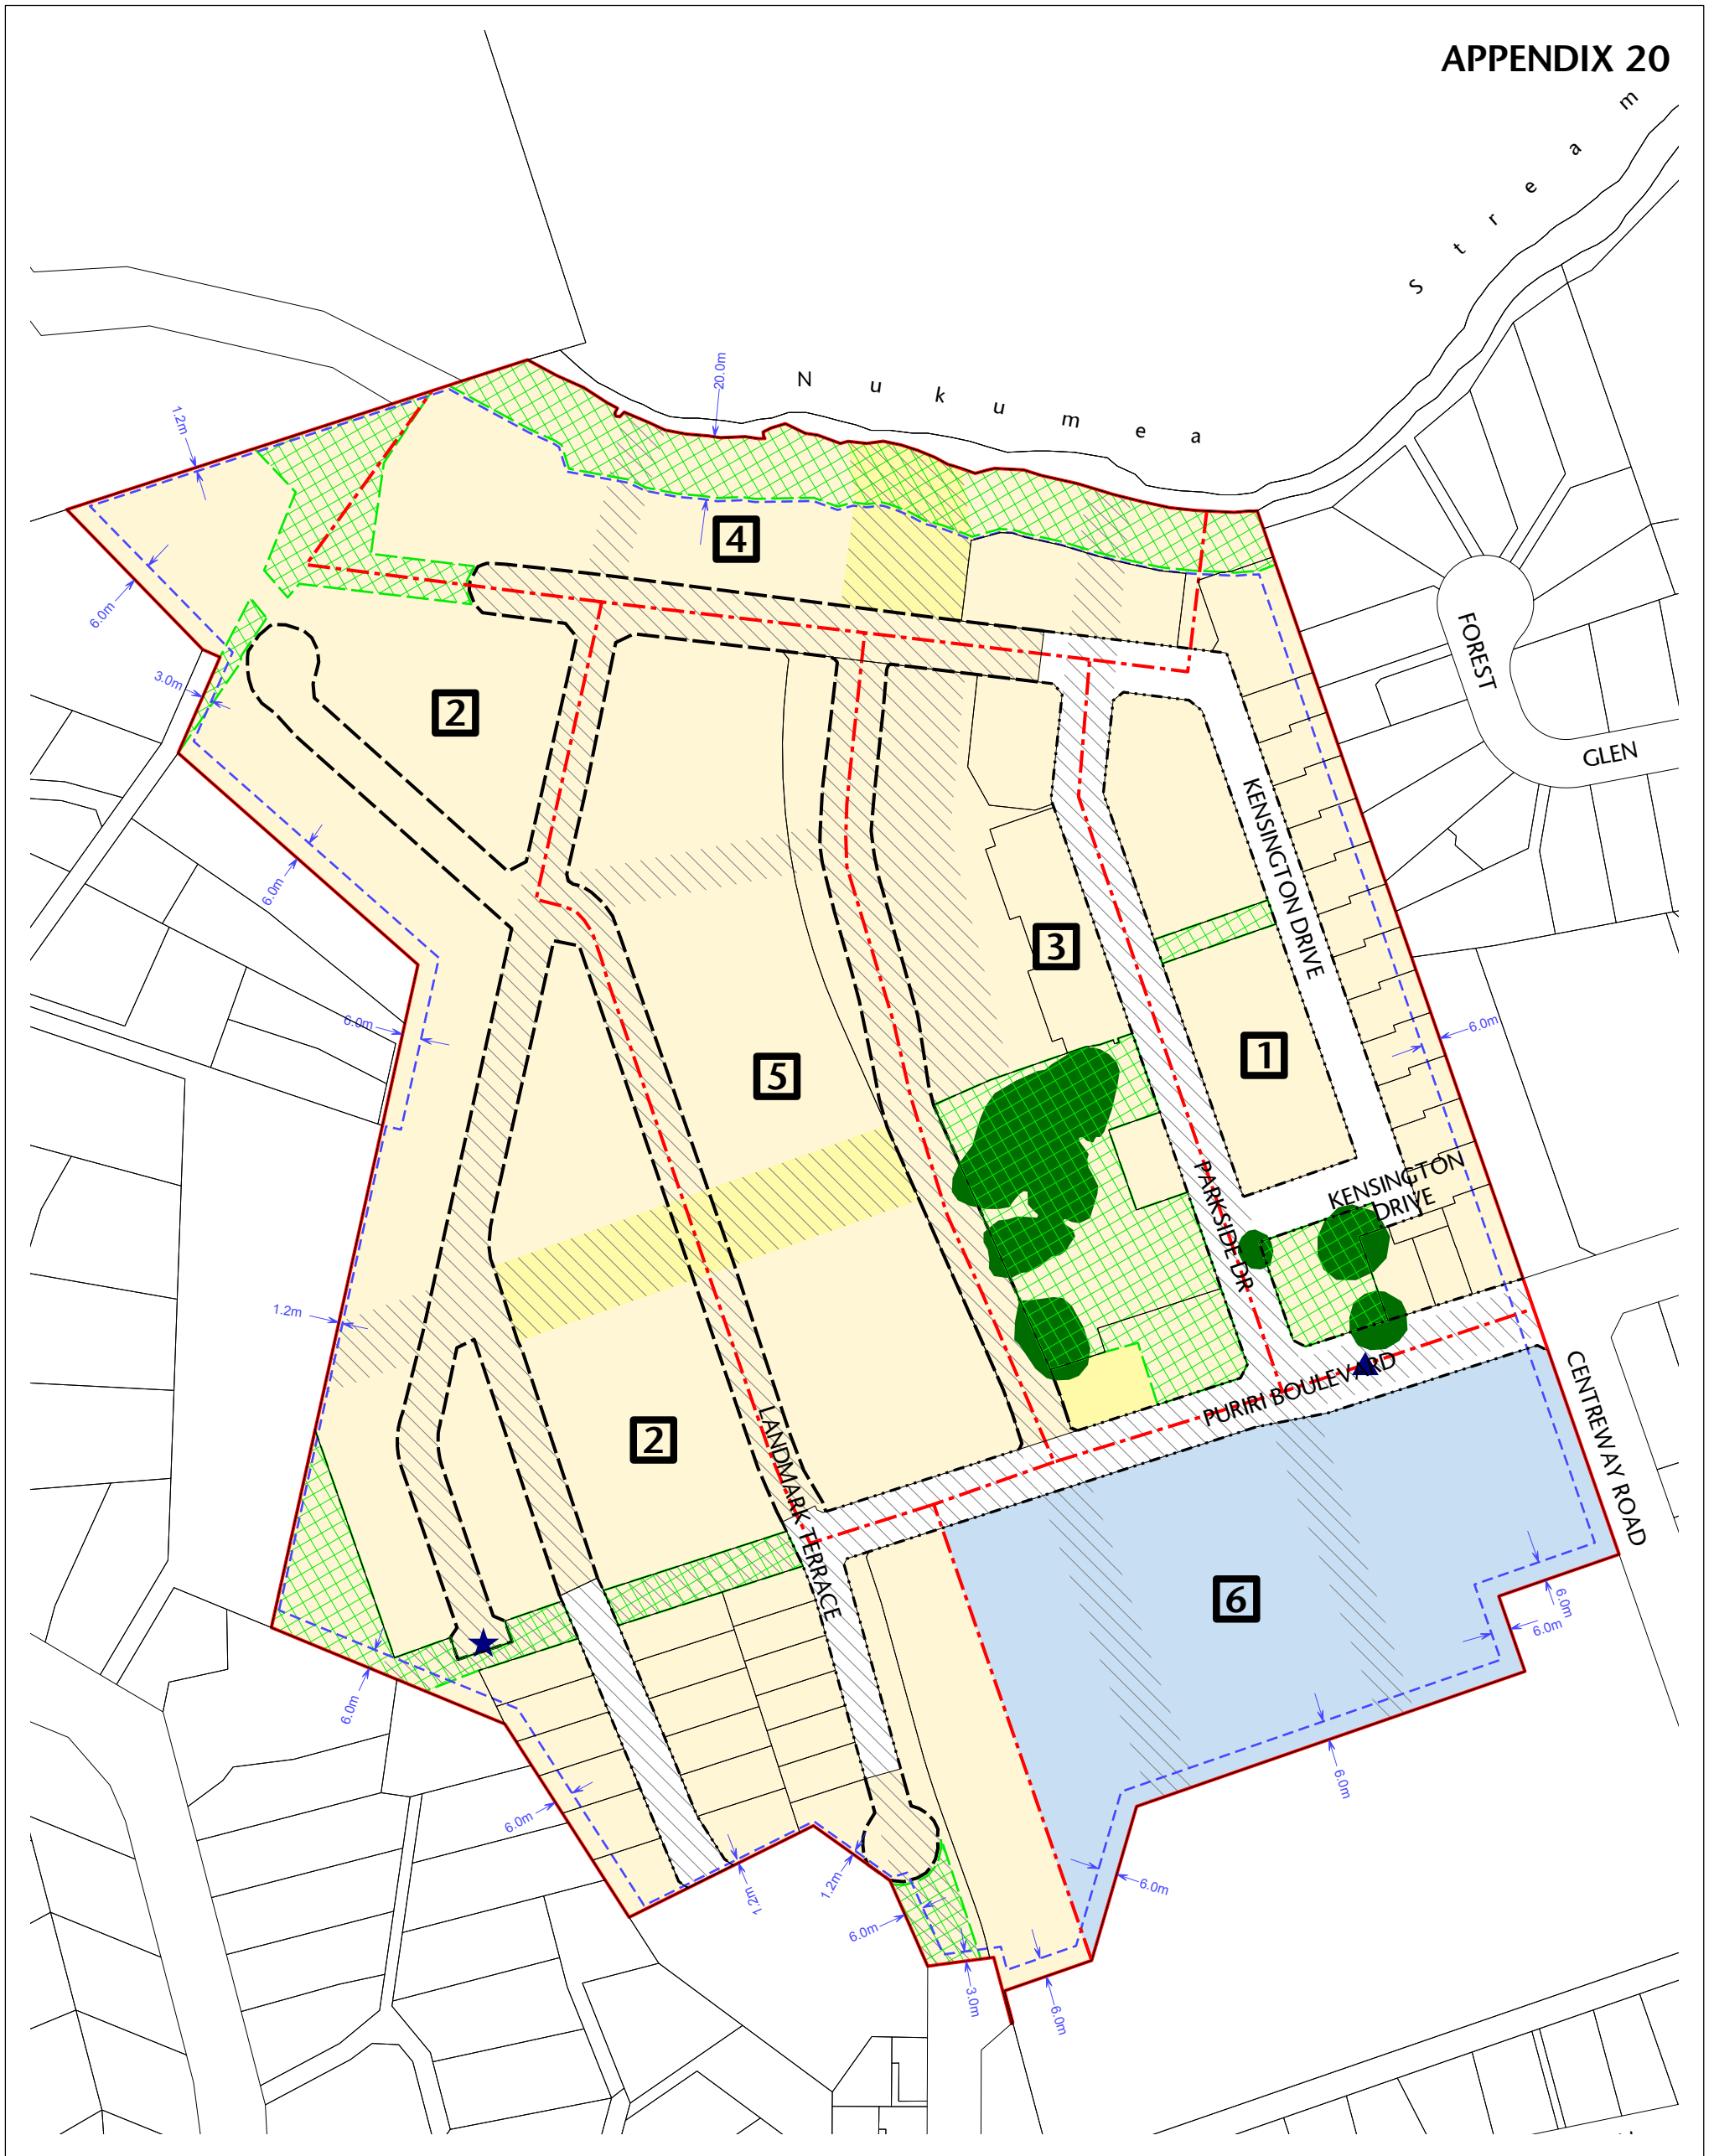 APPENDIX 20
Nukumea Stream
20.0m
1.2m
4
6.0m
FOREST
3.0m
2
GLEN
KENSINGTON DRIVE
6.0m
3
6.0m
6.0m
1
5
KENSINGTON
DRIVE
PARKSIDE DR
1.2m
PURIRI BOULEVARD
CENTREWAY ROAD
2
LANDMARK TERRACE
6
6.0m
6.0m
6.0m
6.0m
6.0m
1.2m
1.2m
6.0m
6.0m
3.0m
6.0m